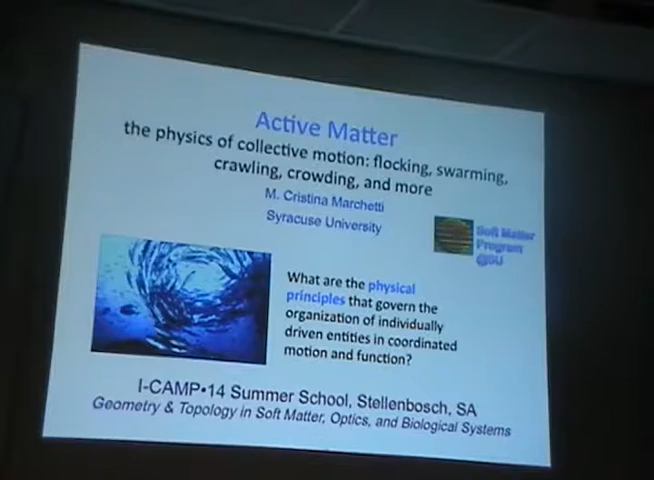 Active Matter
the physics of collective motion: flocking, swarming,
crawling, crowding, and more
M. Cristina Marchetti
Syracuse University
Soft Matter
Program
@SU
What are the physical
principles that govern the
organization of individually
driven entities in coordinated
motion and function?
I-CAMP•14 Summer School, Stellenbosch, SA
Geometry & Topology in Soft Matter, Optics, and Biological Systems